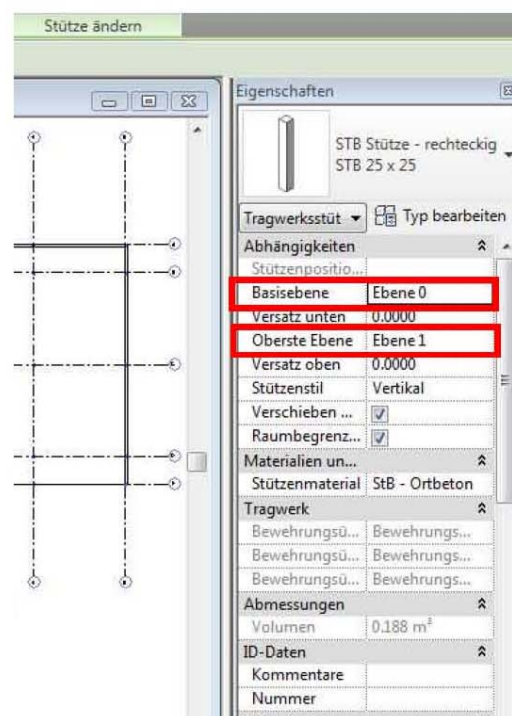 Stütze ändern
Eigenschaften
STB Stütze - rechteckig
STB 25 x 25
Tragwerksstüt
Typ bearbeiten
Abhängigkeiten
Stützenpositio...
Basisebene Ebene 0
Versatz unten 0.0000
Oberste Ebene Ebene 1
Versatz oben 0.0000
Stützenstil Vertikal
Verschieben ...
Raumbegrenz...
Materialien un...
Stützenmaterial StB - Ortbeton
Tragwerk
Bewehrungsü... Bewehrungs...
Bewehrungsü... Bewehrungs...
Bewehrungsü... Bewehrungs...
Abmessungen
Volumen 0.188 m³
ID-Daten
Kommentare
Nummer